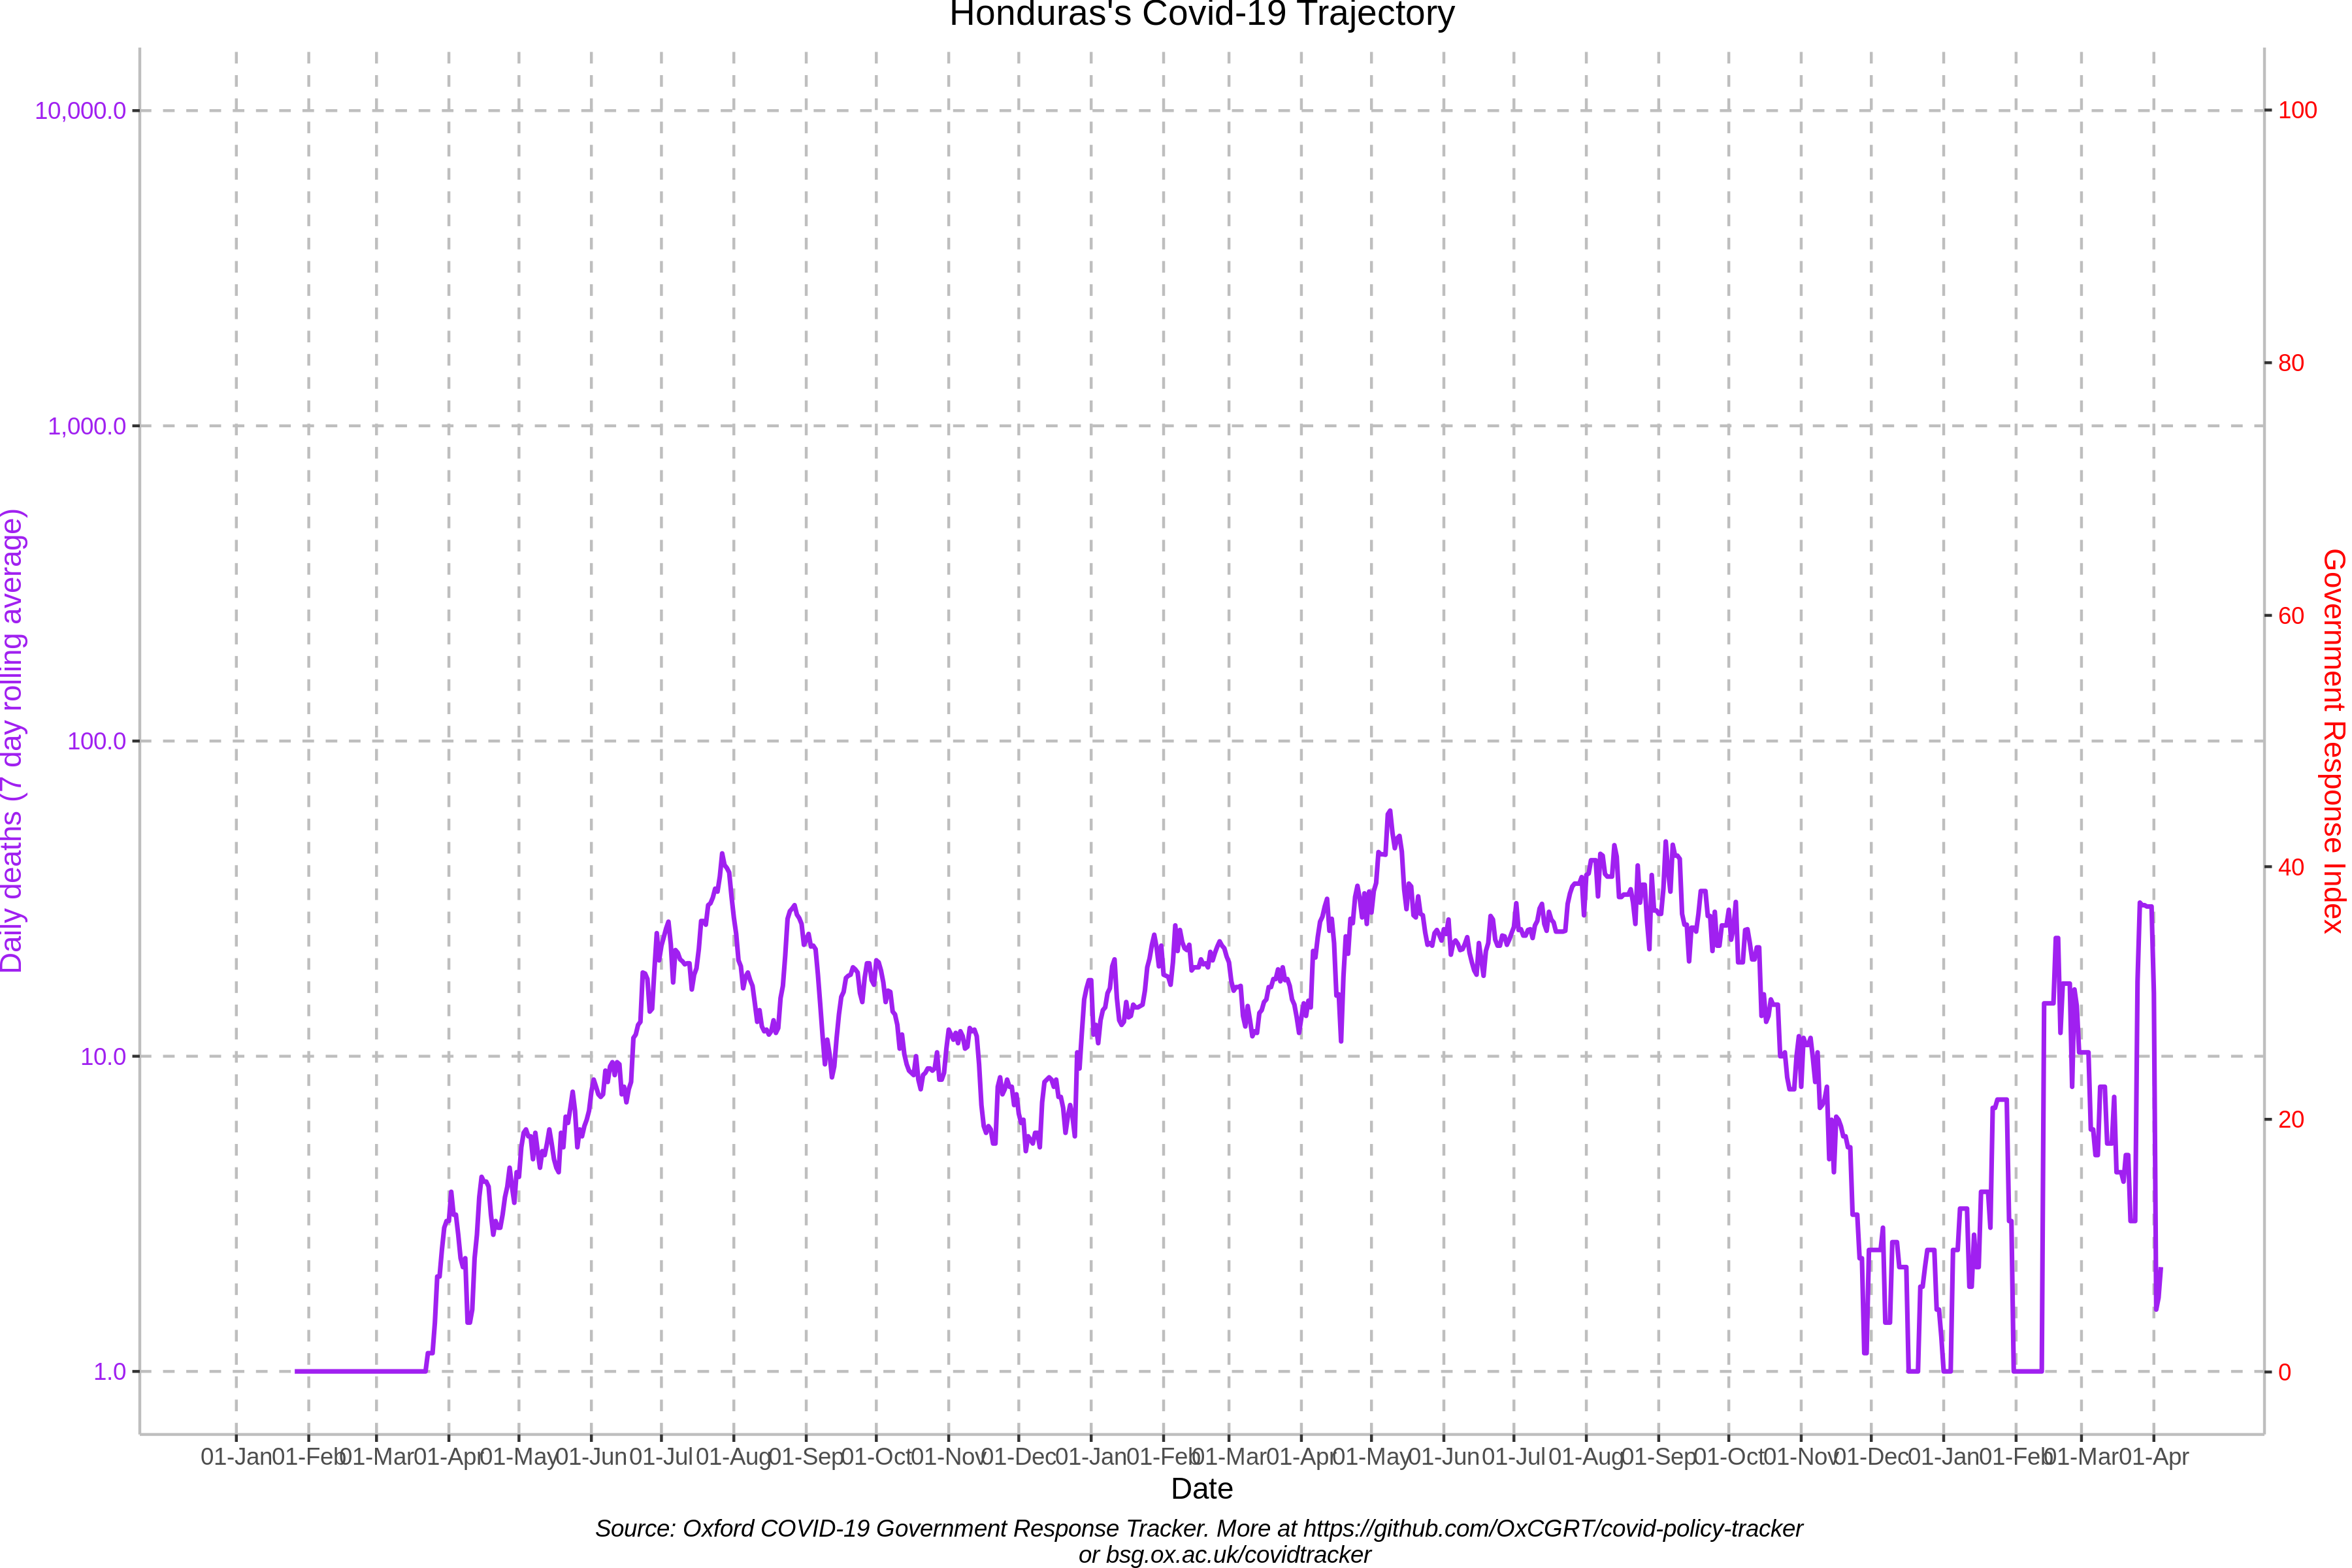 Honduras's Covid-19 Trajectory
10,000.0
1,000.0
100.0
10.0
1.0
Daily deaths (7 day rolling average)
100
80
60
40
20
0
Government Response Index
01-Jan 01-Feb 01-Mar 01-Apr 01-May 01-Jun 01-Jul 01-Aug 01-Sep 01-Oct 01-Nov 01-Dec 01-Jan 01-Feb 01-Mar 01-Apr 01-May 01-Jun 01-Jul 01-Aug 01-Sep 01-Oct 01-Nov 01-Dec 01-Jan 01-Feb 01-Mar 01-Apr
Date
Source: Oxford COVID-19 Government Response Tracker. More at https://github.com/OxCGRT/covid-policy-tracker
or bsg.ox.ac.uk/covidtracker